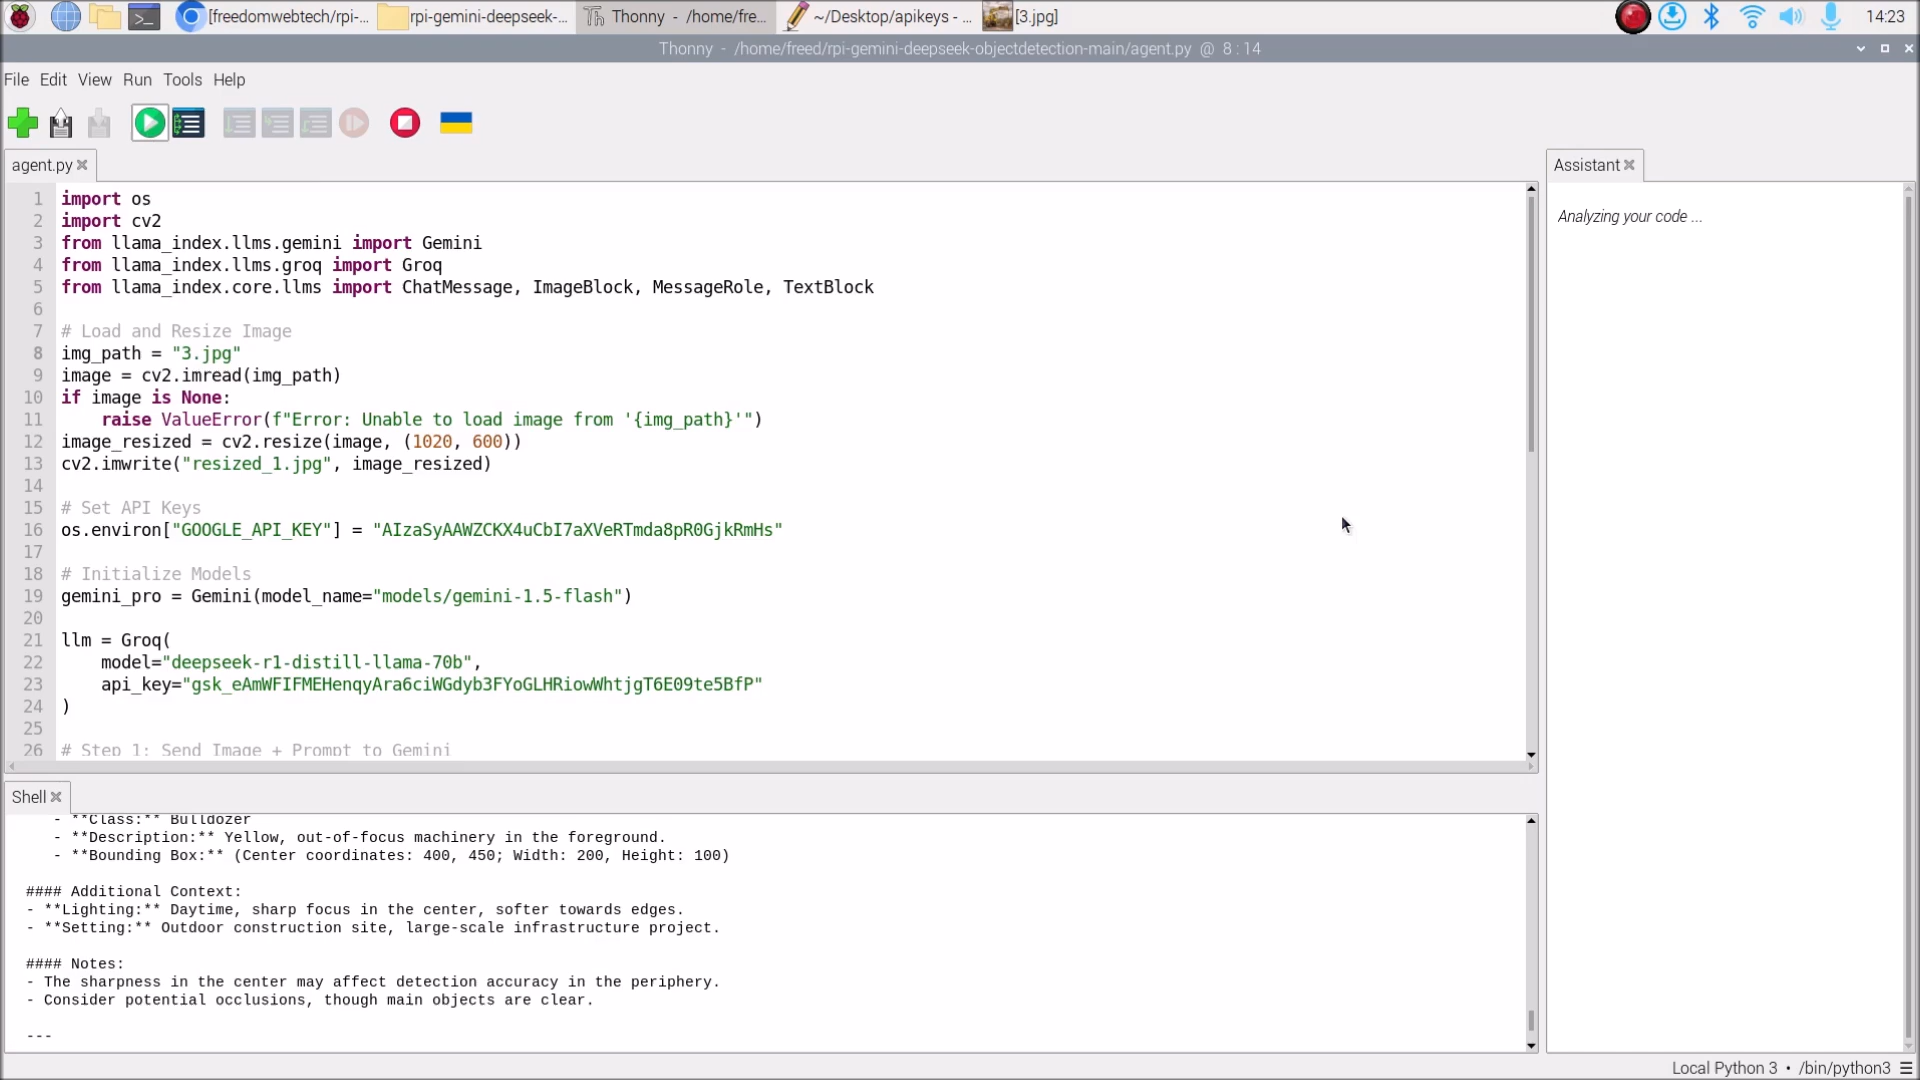 [freedomwebtech/rpi-...
rpi-gemini-deepseek-...
Thonny - /home/fre...
~/Desktop/apikeys - ...
[3.jpg]
14:23
Thonny - /home/freed/rpi-gemini-deepseek-objectdetection-main/agent.py @ 8 : 14
File Edit View Run Tools Help
agent.py
Assistant
Analyzing your code ...
1 import os
2 import cv2
3 from llama_index.llms.gemini import Gemini
4 from llama_index.llms.groq import Groq
5 from llama_index.core.llms import ChatMessage, ImageBlock, MessageRole, TextBlock
6
7 # Load and Resize Image
8 img_path = "3.jpg"
9 image = cv2.imread(img_path)
10 if image is None:
11     raise ValueError(f"Error: Unable to load image from '{img_path}'")
12 image_resized = cv2.resize(image, (1020, 600))
13 cv2.imwrite("resized_1.jpg", image_resized)
14
15 # Set API Keys
16 os.environ["GOOGLE_API_KEY"] = "AIzaSyAAWZCKX4uCbI7aXVeRTmda8pR0GjkRmHs"
17
18 # Initialize Models
19 gemini_pro = Gemini(model_name="models/gemini-1.5-flash")
20
21 llm = Groq(
22     model="deepseek-r1-distill-llama-70b",
23     api_key="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"
24 )
25
26 # Step 1: Send Image + Prompt to Gemini
Shell
- **Class:** Bulldozer
- **Description:** Yellow, out-of-focus machinery in the foreground.
- **Bounding Box:** (Center coordinates: 400, 450; Width: 200, Height: 100)
#### Additional Context:
- **Lighting:** Daytime, sharp focus in the center, softer towards edges.
- **Setting:** Outdoor construction site, large-scale infrastructure project.
#### Notes:
- The sharpness in the center may affect detection accuracy in the periphery.
- Consider potential occlusions, though main objects are clear.
---
Local Python 3 • /bin/python3 ☰